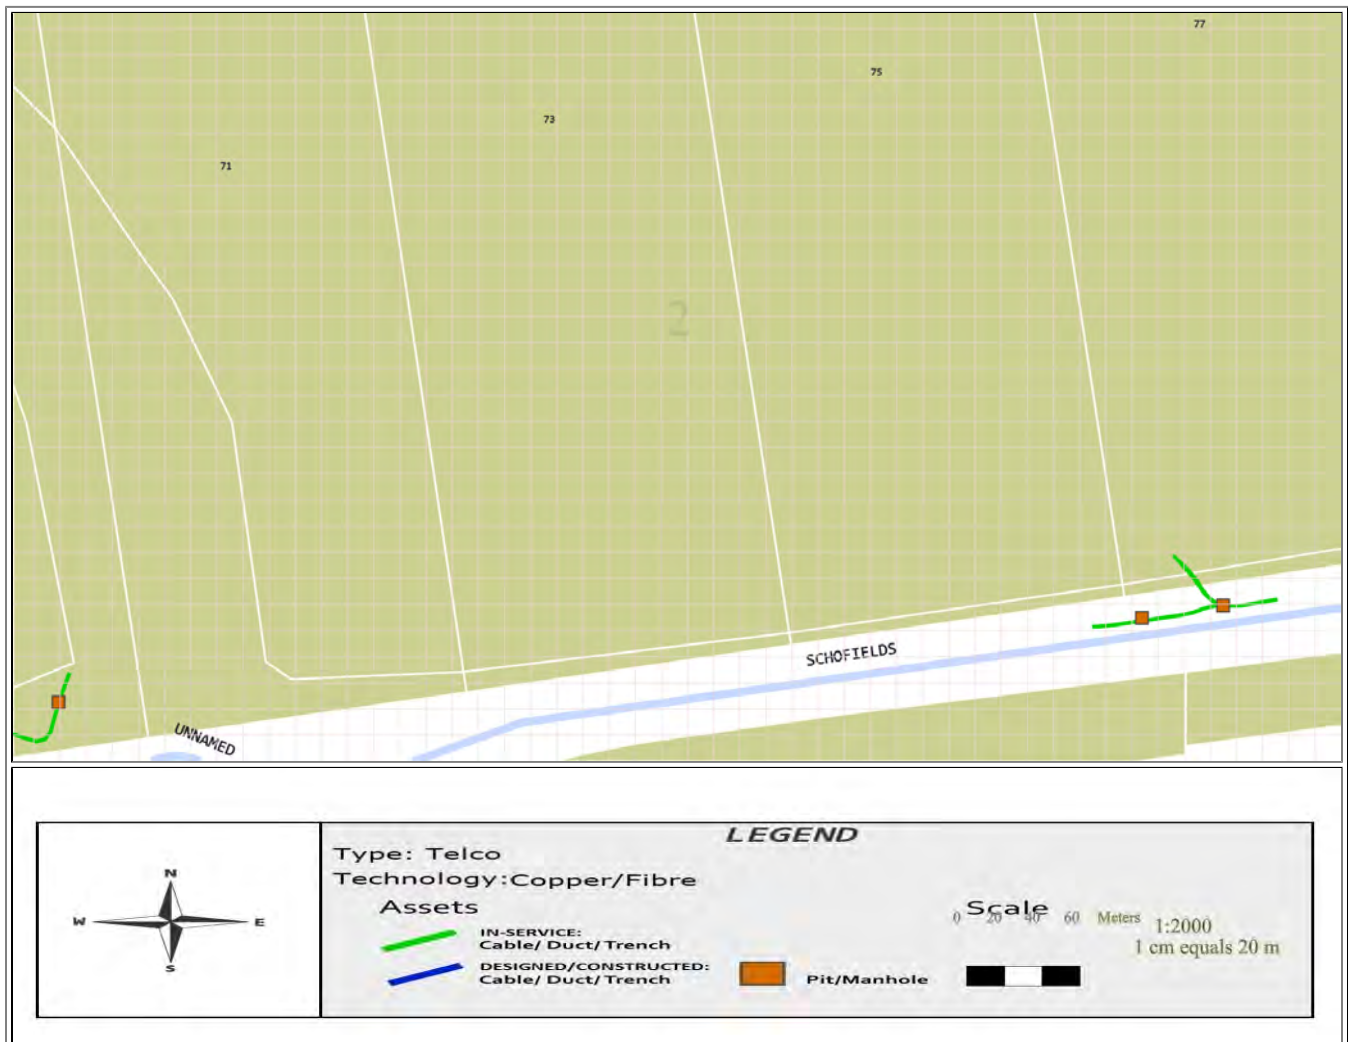 77
75
73
71
2
SCHOFIELDS
UNNAMED
LEGEND
Type: Telco
Technology:Copper/Fibre
Assets
IN-SERVICE:
Cable/ Duct/ Trench
DESIGNED/CONSTRUCTED:
Cable/ Duct/ Trench
Pit/Manhole
Scale
0 20 40 60 Meters
1:2000
1 cm equals 20 m
N
W
E
S